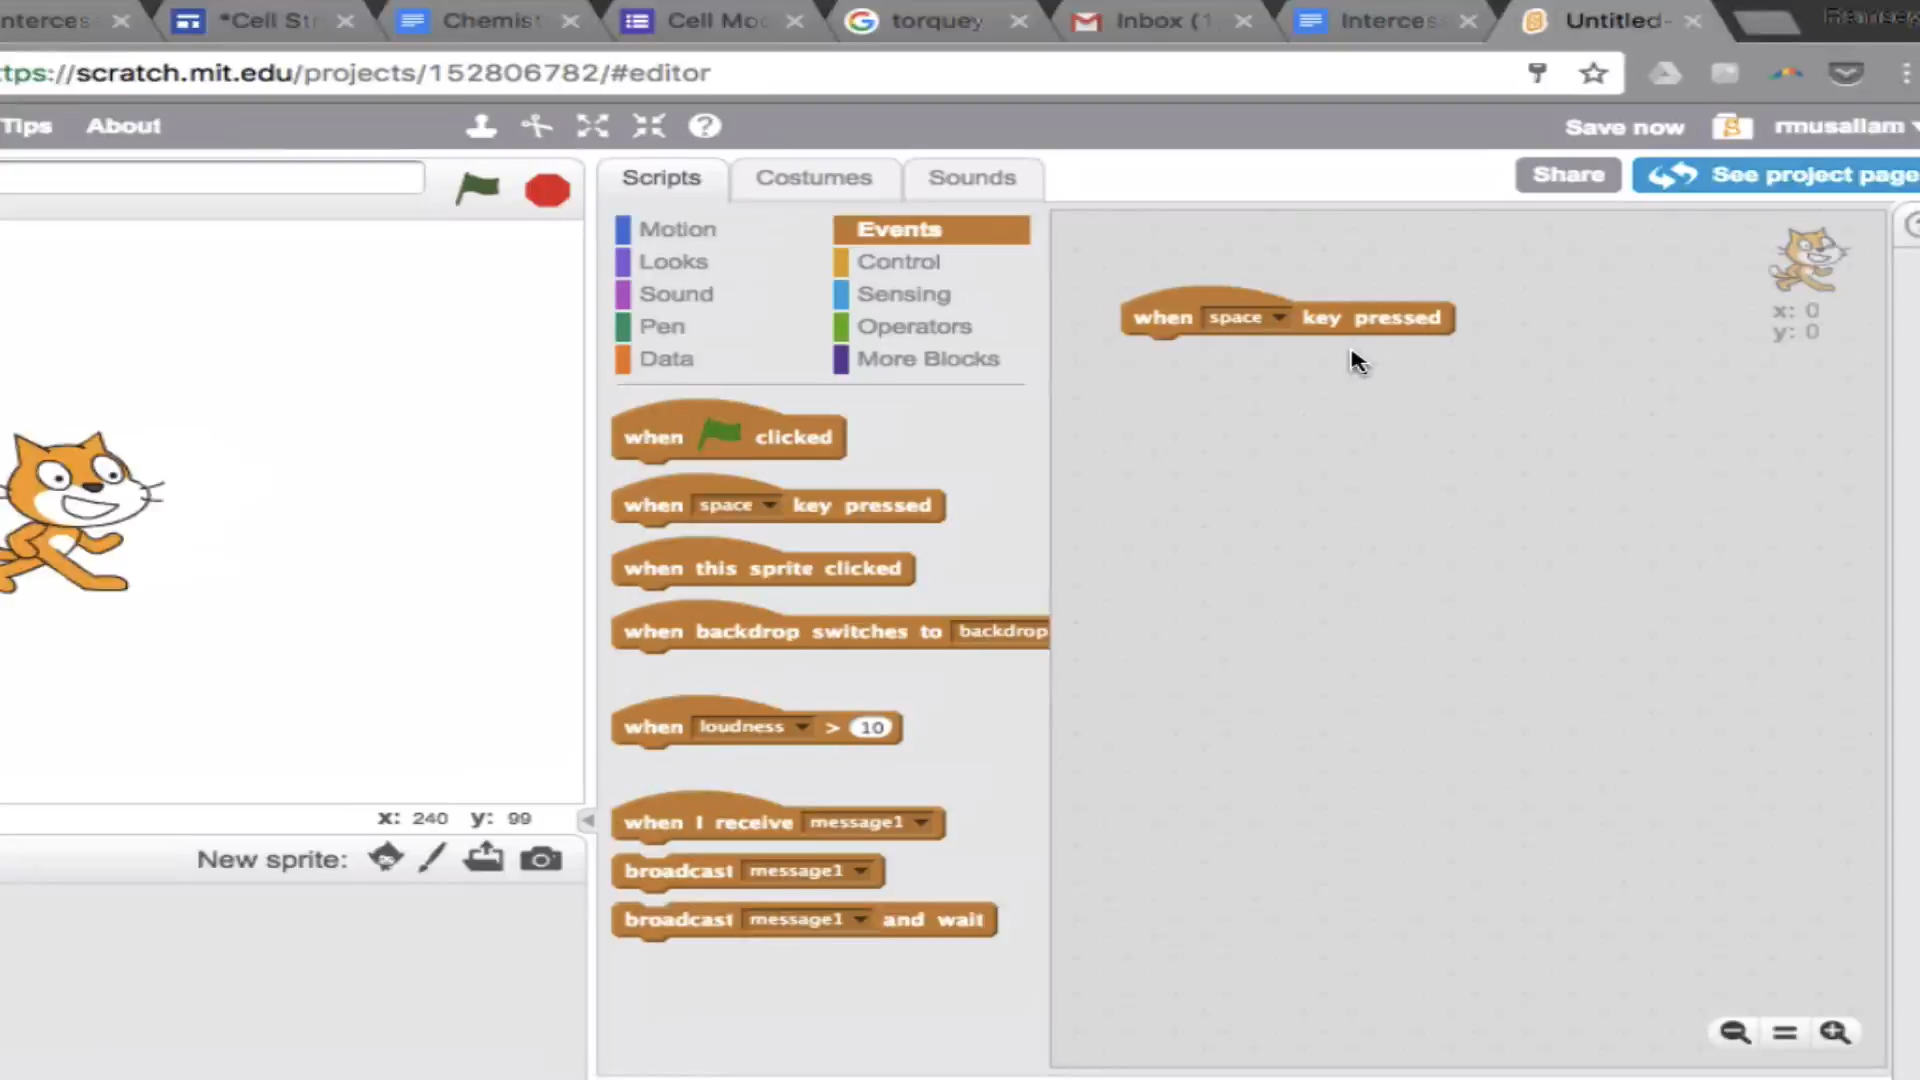 nterces
*Cell St
Chemist
Cell Mo
torquey
Inbox (1
Interces
Untitled-
ttps://scratch.mit.edu/projects/152806782/#editor
Tips
About
Save now
rmusallam
Scripts
Costumes
Sounds
Share
See project page
Motion
Events
Looks
Control
Sound
Sensing
Pen
Operators
Data
More Blocks
when space key pressed
x: 0
y: 0
when clicked
when space key pressed
when this sprite clicked
when backdrop switches to backdrop
when loudness > 10
when I receive message1
broadcast message1
broadcast message1 and wait
x: 240 y: 99
New sprite: